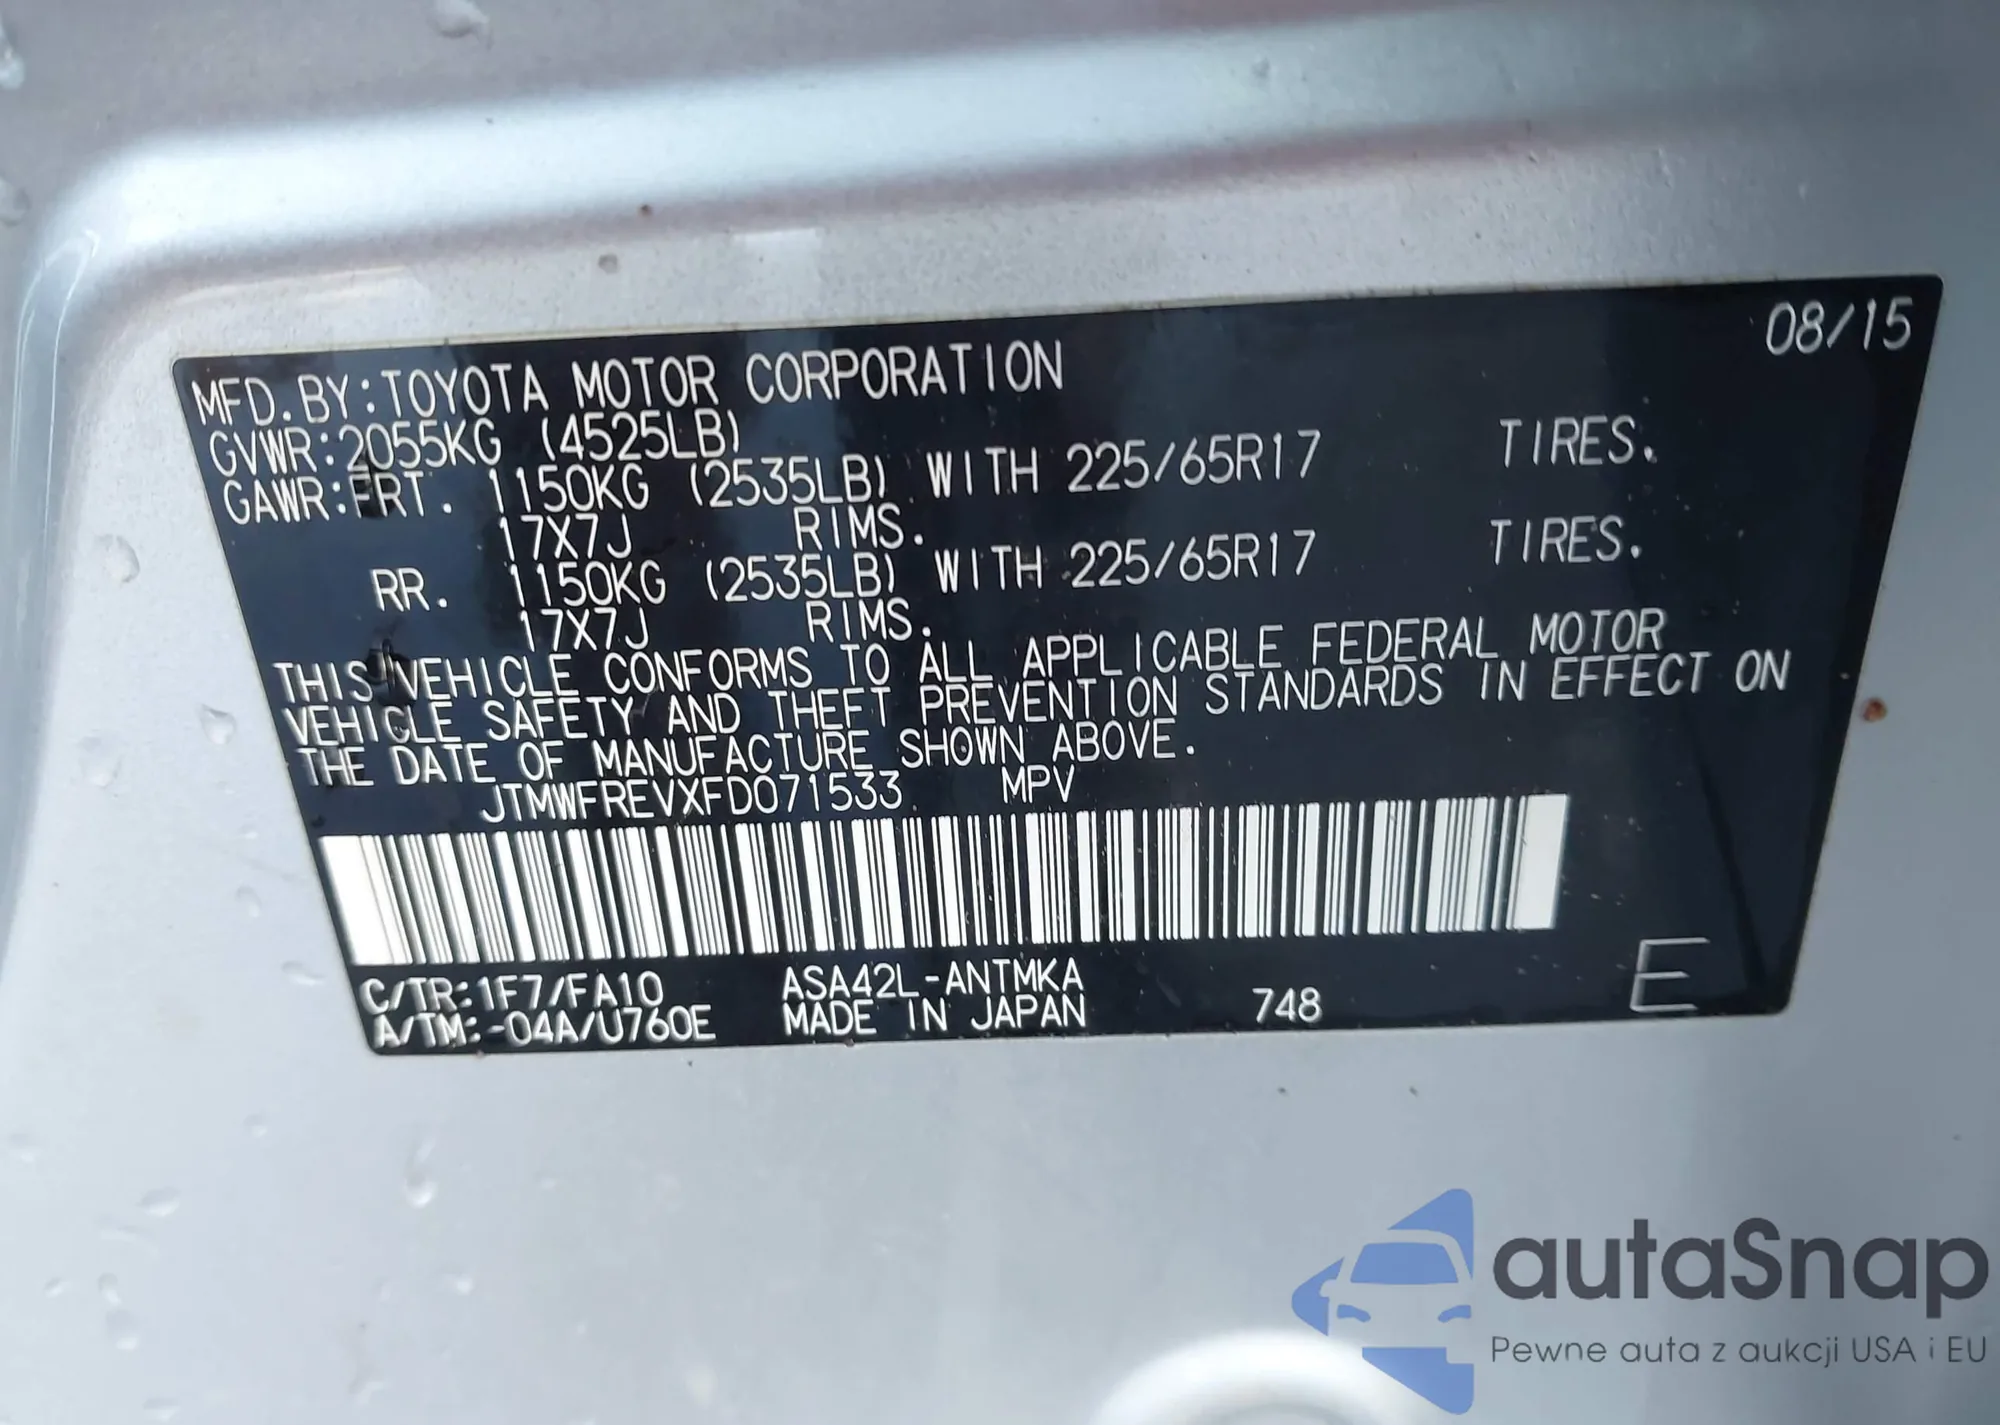 08/15
MFD.BY:TOYOTA MOTOR CORPORATION
GVWR:2055KG (4525LB)
GAWR:FRT. 1150KG (2535LB) WITH 225/65R17 TIRES.
17X7J RIMS.
RR. 1150KG (2535LB) WITH 225/65R17 TIRES.
17X7J RIMS.
THIS VEHICLE CONFORMS TO ALL APPLICABLE FEDERAL MOTOR
VEHICLE SAFETY AND THEFT PREVENTION STANDARDS IN EFFECT ON
THE DATE OF MANUFACTURE SHOWN ABOVE.
JTMWFREVXFD071533 MPV
C/TR:1F7/FA10 ASA42L-ANTMKA
A/TM:-04A/U760E MADE IN JAPAN 748 E
autaSnap
Pewne auta z aukcji USA i EU